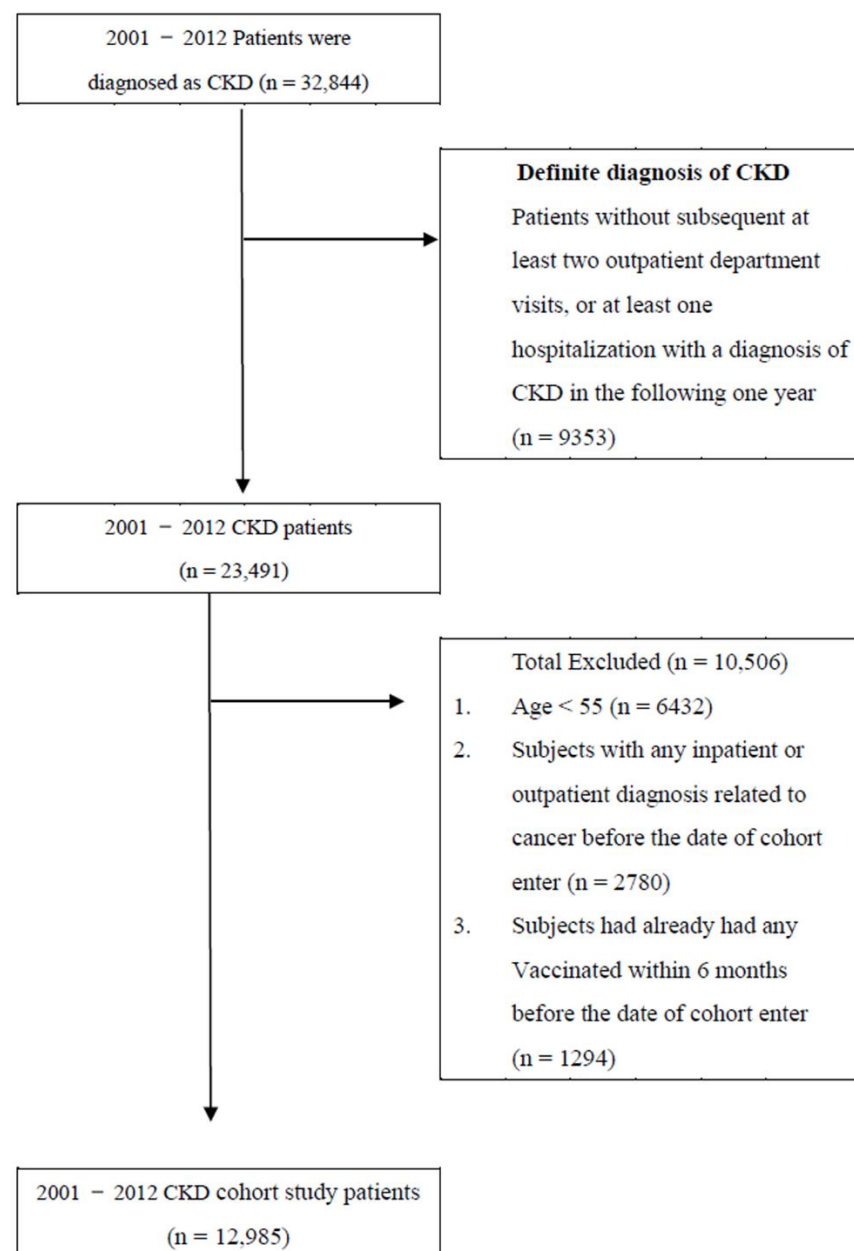 2001 − 2012 Patients were
diagnosed as CKD (n = 32,844)
Definite diagnosis of CKD
Patients without subsequent at
least two outpatient department
visits, or at least one
hospitalization with a diagnosis of
CKD in the following one year
(n = 9353)
2001 − 2012 CKD patients
(n = 23,491)
Total Excluded (n = 10,506)
1. Age < 55 (n = 6432)
2. Subjects with any inpatient or
outpatient diagnosis related to
cancer before the date of cohort
enter (n = 2780)
3. Subjects had already had any
Vaccinated within 6 months
before the date of cohort enter
(n = 1294)
2001 − 2012 CKD cohort study patients
(n = 12,985)